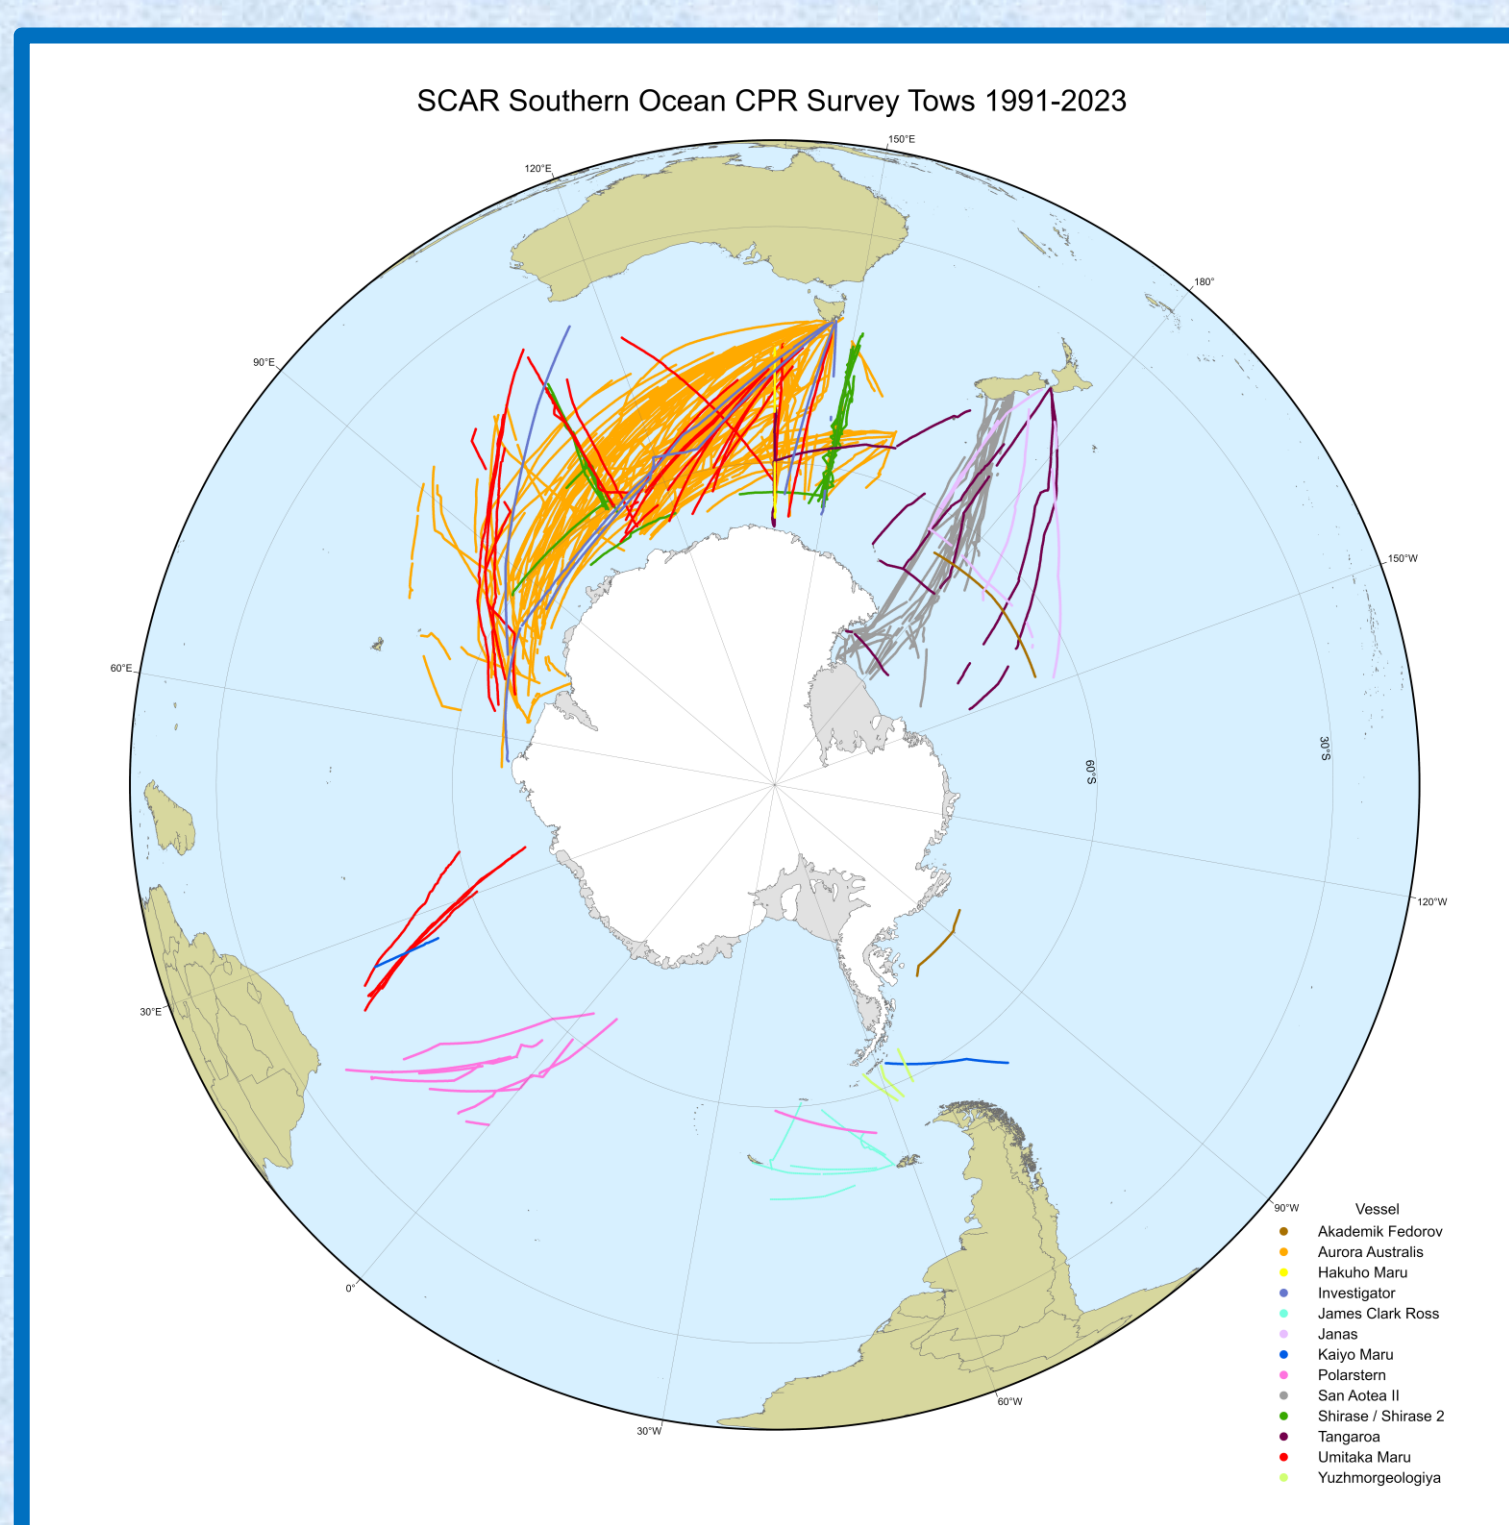 SCAR Southern Ocean CPR Survey Tows 1991-2023
150°E
120°E
180°
90°E
150°W
60°E
30°S
60°S
120°W
30°E
90°W
0°
60°W
30°W
Vessel
Akademik Fedorov
Aurora Australis
Hakuho Maru
Investigator
James Clark Ross
Janas
Kaiyo Maru
Polarstern
San Aotea II
Shirase / Shirase 2
Tangaroa
Umitaka Maru
Yuzhmorgeologiya